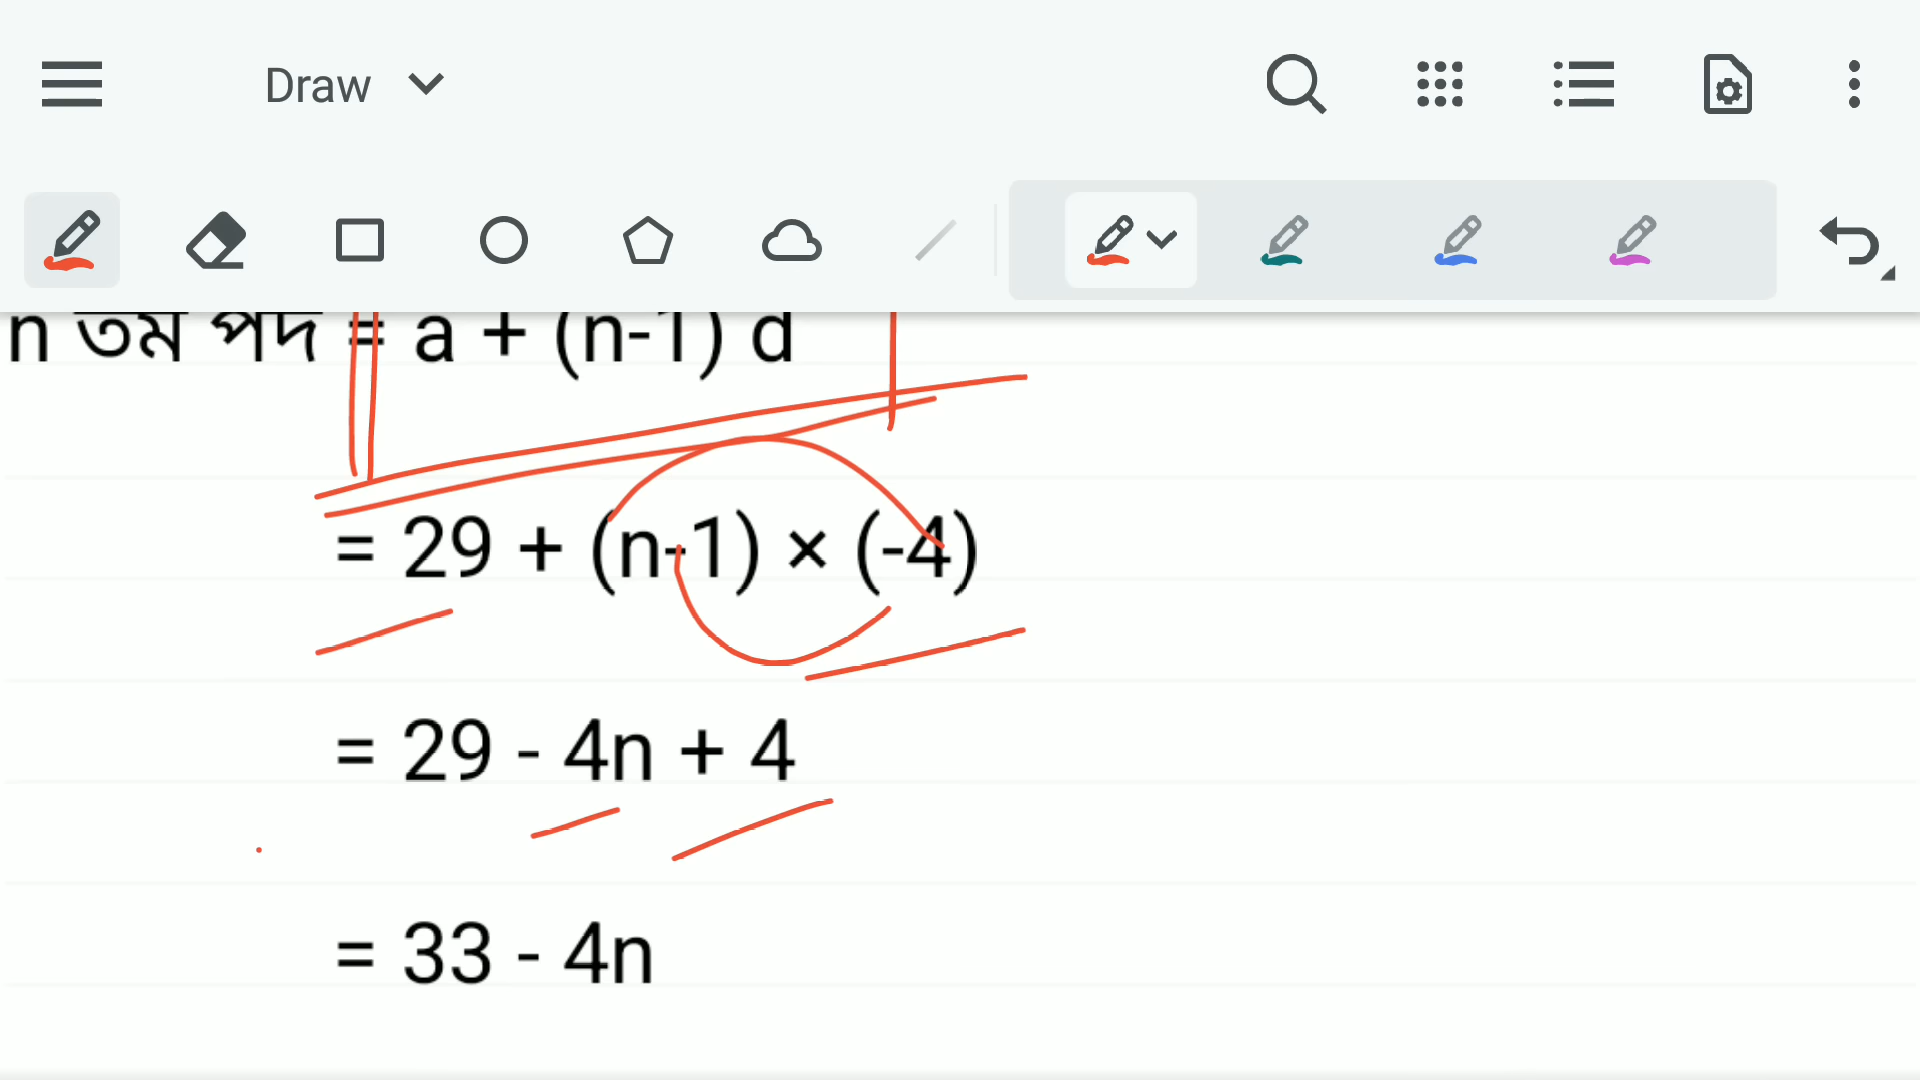 Draw
n তম পদ = a + (n-1) d
= 29 + (n-1) × (-4)
= 29 - 4n + 4
= 33 - 4n